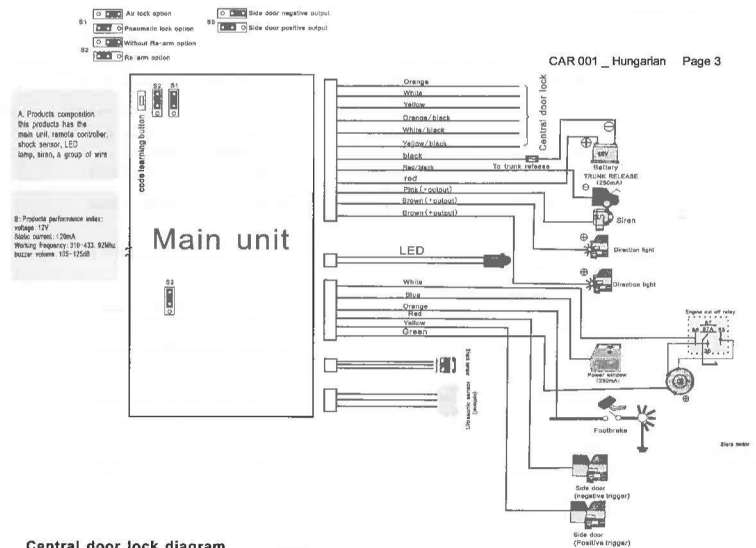 S1
Air lock option
Pneumatic lock option
S2
Without Re-arm option
Re-arm option
S5
Side door negative output
Side door positive output
CAR 001 _ Hungarian Page 3
A. Products composition
this products has the
main unit, remote controller,
shock sensor, LED
lamp, siren, a group of wire
B: Products performance index:
voltage: 12V
Static current: <20mA
Working frequency: 310-433. 92Mhz
buzzer volume: 105-125dB
S2 S1
code learning button
Main unit
S3
Orange
White
Yellow
Orange/black
White/black
Yellow/black
black
Red/black
red
Pink (+output)
Brown (+output)
Brown (+output)
Central door lock
To trunk release
Battery
TRUNK RELEASE
(250mA)
Siren
Direction light
Direction light
LED
White
Blue
Orange
Red
Yellow
Green
Engine cut off relay
87
86 87A 85
30
Power window
(250mA)
Ultrasonic sensor
Footbrake
Side door
(negative trigger)
Side door
(Positive trigger)
Central door lock diagram